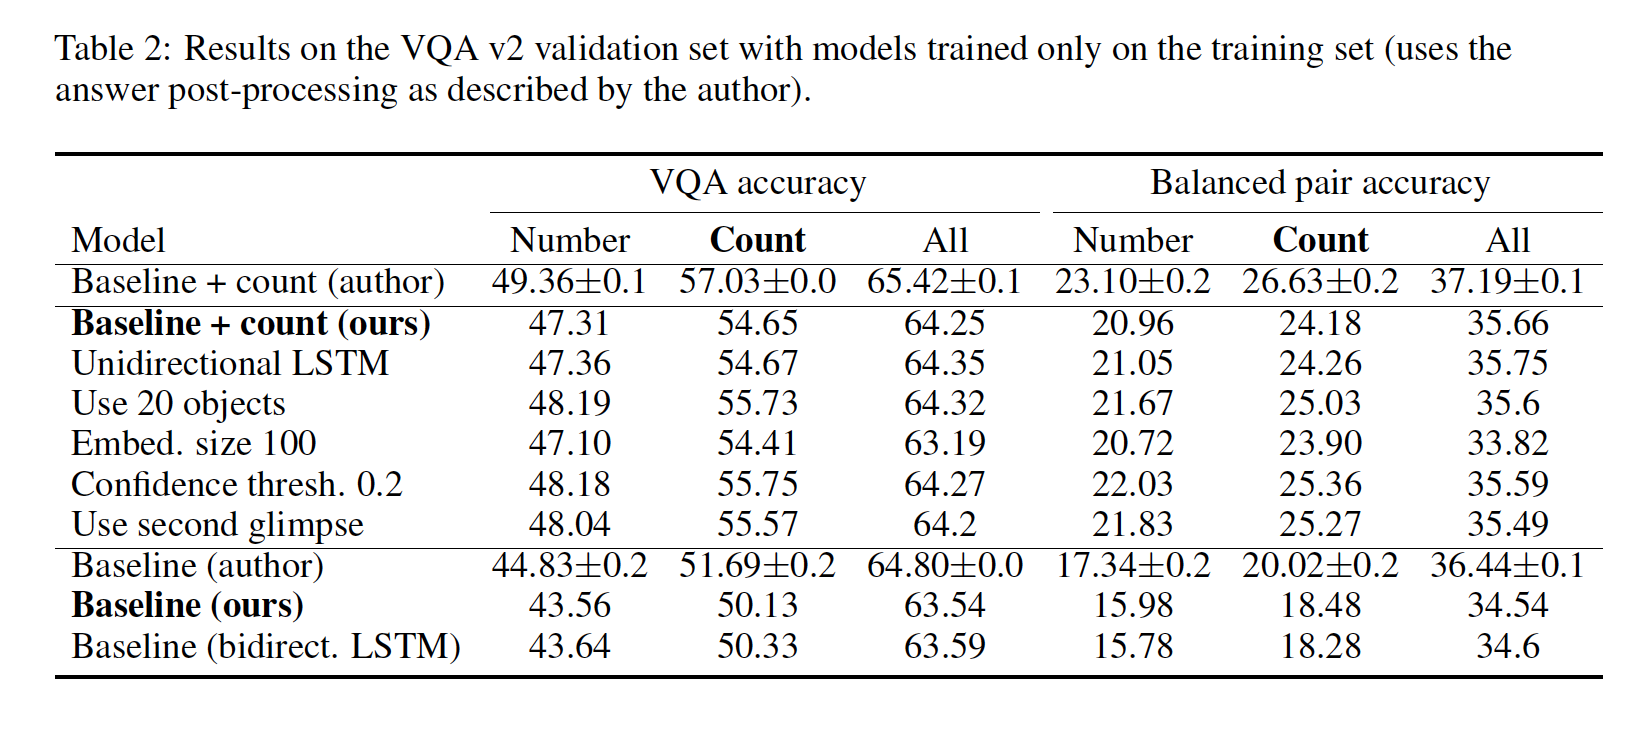 Table 2: Results on the VQA v2 validation set with models trained only on the training set (uses the
answer post-processing as described by the author).
VQA accuracy Balanced pair accuracy
Model Number Count All Number Count All
Baseline + count (author) 49.36±0.1 57.03±0.0 65.42±0.1 23.10±0.2 26.63±0.2 37.19±0.1
Baseline + count (ours) 47.31 54.65 64.25 20.96 24.18 35.66
Unidirectional LSTM 47.36 54.67 64.35 21.05 24.26 35.75
Use 20 objects 48.19 55.73 64.32 21.67 25.03 35.6
Embed. size 100 47.10 54.41 63.19 20.72 23.90 33.82
Confidence thresh. 0.2 48.18 55.75 64.27 22.03 25.36 35.59
Use second glimpse 48.04 55.57 64.2 21.83 25.27 35.49
Baseline (author) 44.83±0.2 51.69±0.2 64.80±0.0 17.34±0.2 20.02±0.2 36.44±0.1
Baseline (ours) 43.56 50.13 63.54 15.98 18.48 34.54
Baseline (bidirect. LSTM) 43.64 50.33 63.59 15.78 18.28 34.6